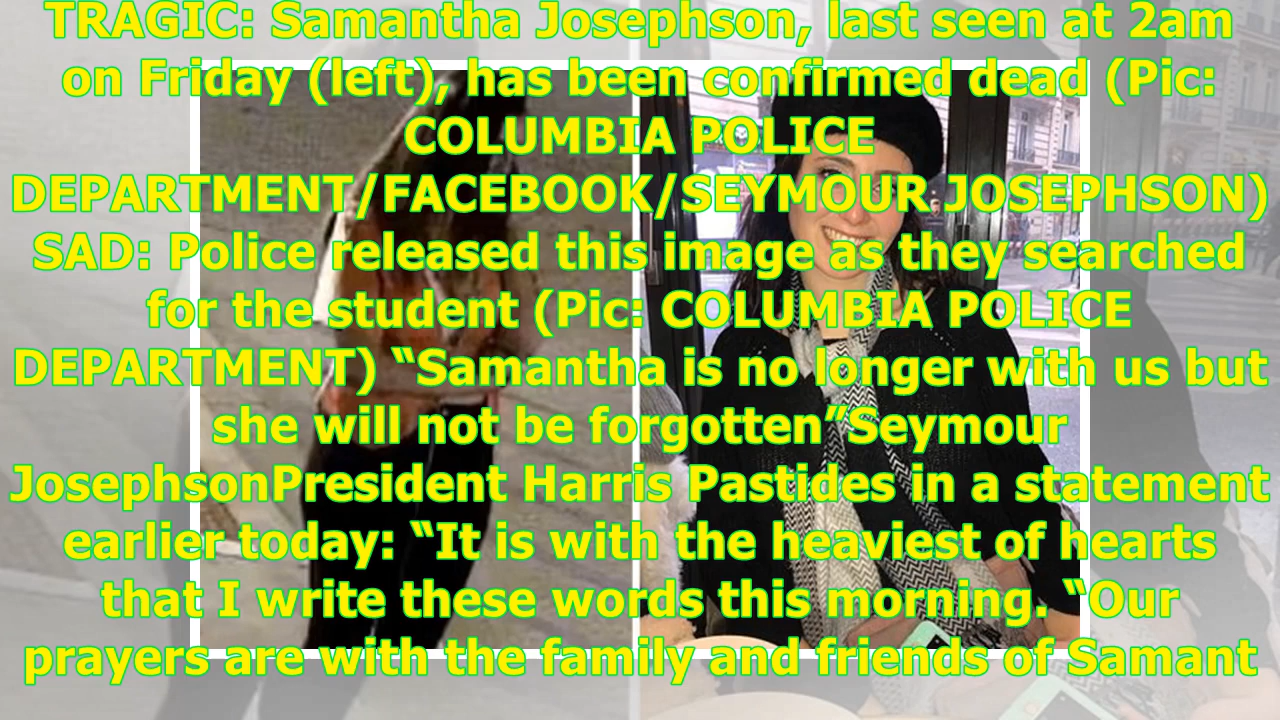 TRAGIC: Samantha Josephson, last seen at 2am
on Friday (left), has been confirmed dead (Pic:
COLUMBIA POLICE
DEPARTMENT/FACEBOOK/SEYMOUR JOSEPHSON)
SAD: Police released this image as they searched
for the student (Pic: COLUMBIA POLICE
DEPARTMENT) “Samantha is no longer with us but
she will not be forgotten”Seymour
JosephsonPresident Harris Pastides in a statement
earlier today: “It is with the heaviest of hearts
that I write these words this morning. “Our
prayers are with the family and friends of Samant